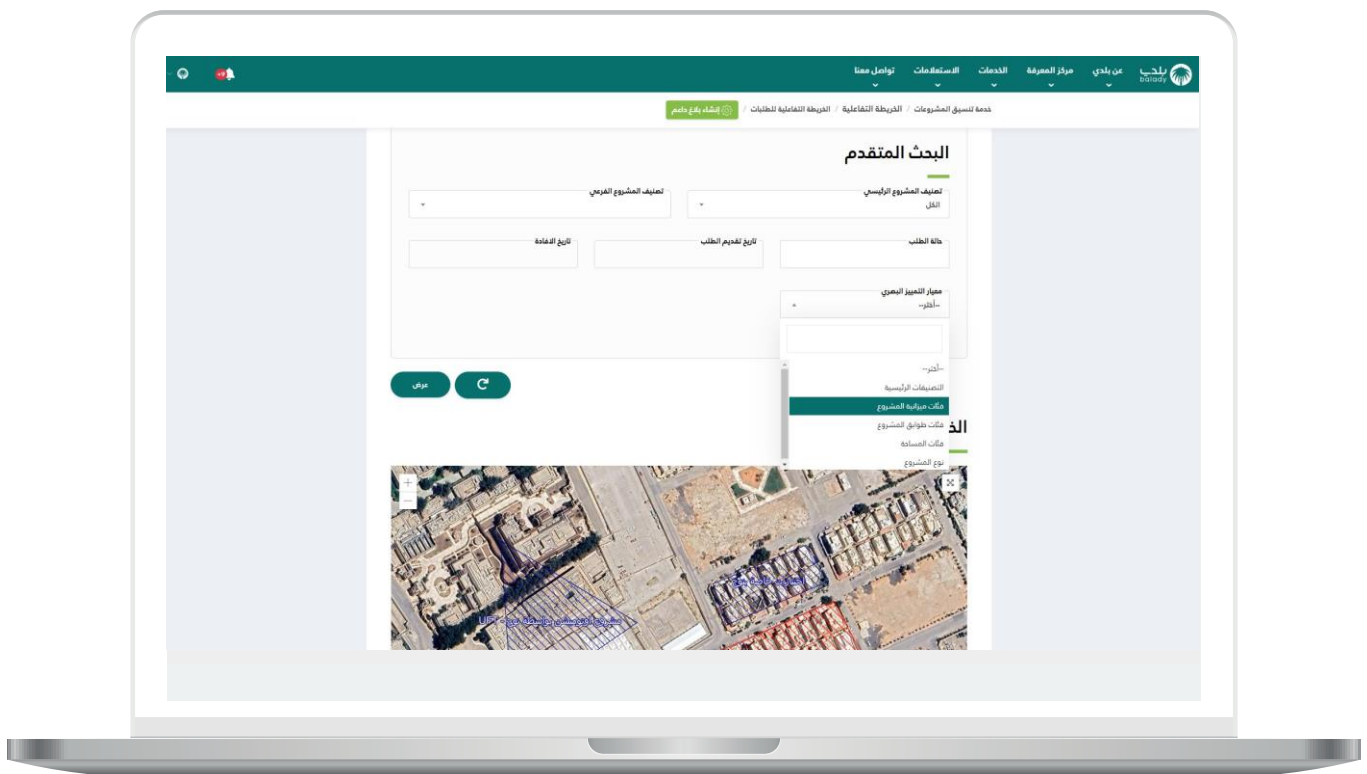 بلدي balady
عن بلدي مركز المعرفة الخدمات الاستعلامات تواصل معنا
خدمة تنسيق المشروعات / الخريطة التفاعلية / الخريطة التفاعلية للطلبات / إنشاء بلاغ داعم
البحث المتقدم
تصنيف المشروع الرئيسي
الكل
تصنيف المشروع الفرعي
حالة الطلب
تاريخ تقديم الطلب
تاريخ الافادة
معيار التمييز البصري
--أختر--
--أختر--
التصنيفات الرئيسية
فئات ميزانية المشروع
فئات طوابق المشروع
فئات المساحة
نوع المشروع
عرض
الخ
+
−